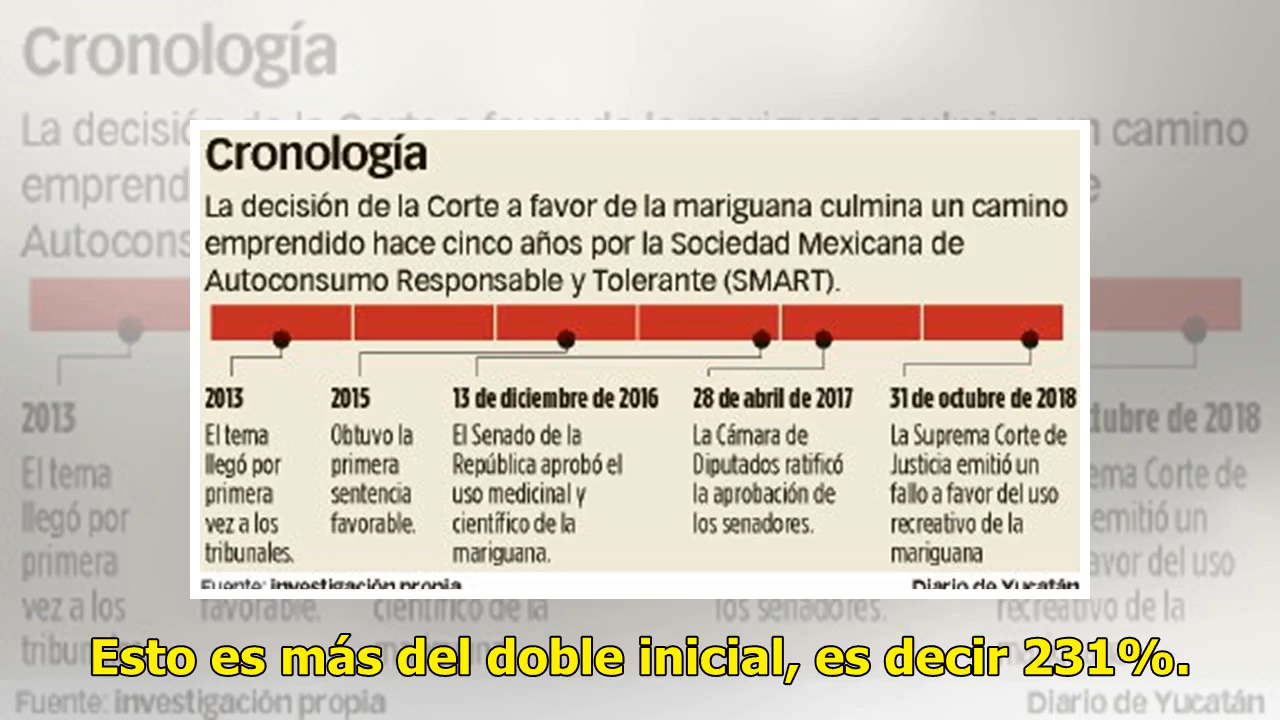 Cronología
La decisión de la Corte a favor de la mariguana culmina un camino
emprendido hace cinco años por la Sociedad Mexicana de
Autoconsumo Responsable y Tolerante (SMART).
2013
El tema
llegó por
primera
vez a los
tribunales.
2015
Obtuvo la
primera
sentencia
favorable.
13 de diciembre de 2016
El Senado de la
República aprobó el
uso medicinal y
científico de la
mariguana.
28 de abril de 2017
La Cámara de
Diputados ratificó
la aprobación de
los senadores.
31 de octubre de 2018
La Suprema Corte de
Justicia emitió un
fallo a favor del uso
recreativo de la
mariguana
Fuente: investigación propia
Diario de Yucatán
Esto es más del doble inicial, es decir 231%.